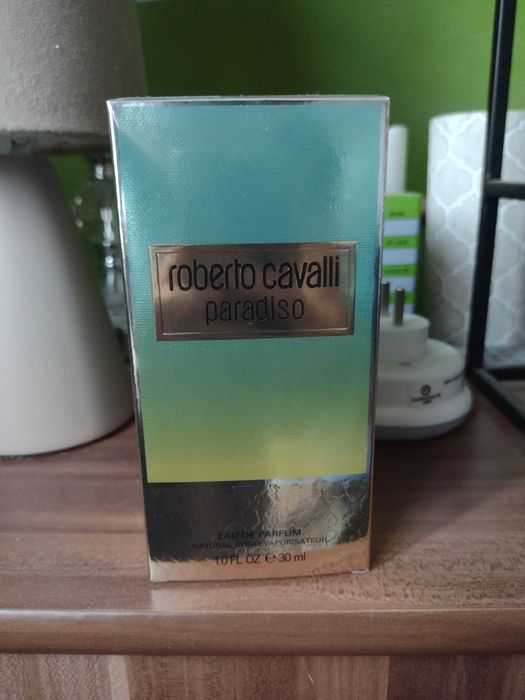 roberto cavalli
paradiso
EAU DE PARFUM
NATURAL SPRAY VAPORISATEUR
1.0 FL OZ ℮ 30 ml